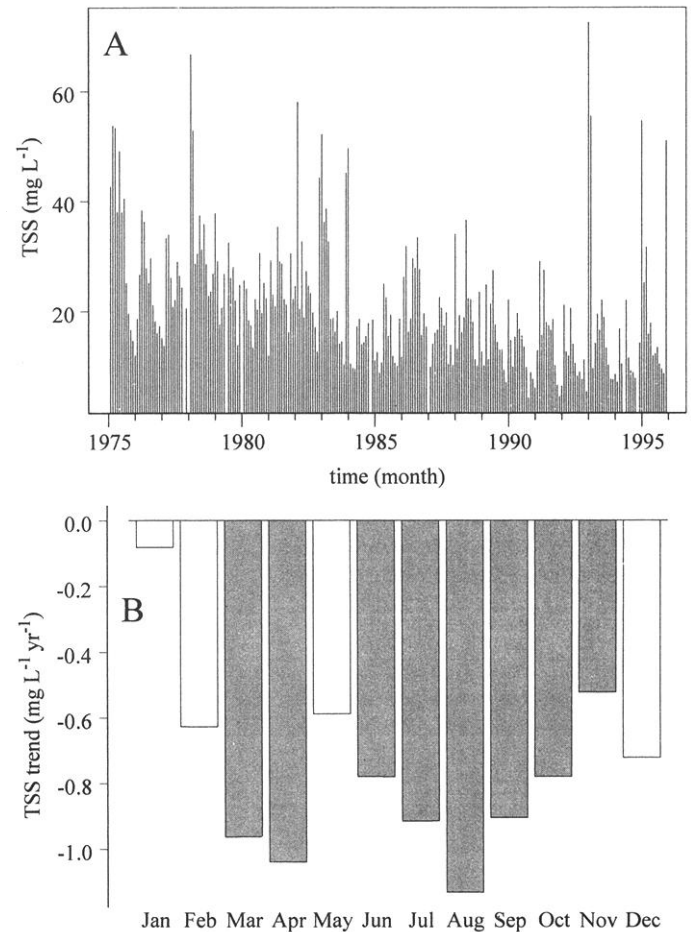 A
TSS (mg L⁻¹)
60
40
20
1975 1980 1985 1990 1995
time (month)
B
TSS trend (mg L⁻¹ yr⁻¹)
0.0
-0.2
-0.4
-0.6
-0.8
-1.0
Jan Feb Mar Apr May Jun Jul Aug Sep Oct Nov Dec